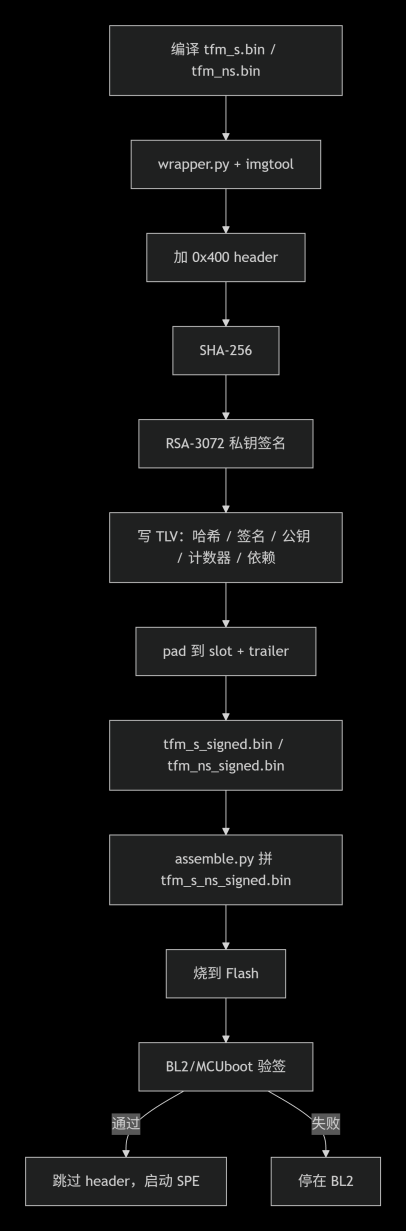 编译 tfm_s.bin /
tfm_ns.bin
wrapper.py + imgtool
加 0x400 header
SHA-256
RSA-3072 私钥签名
写 TLV：哈希 / 签名 / 公钥
/ 计数器 / 依赖
pad 到 slot + trailer
tfm_s_signed.bin /
tfm_ns_signed.bin
assemble.py 拼
tfm_s_ns_signed.bin
烧到 Flash
BL2/MCUboot 验签
通过
失败
跳过 header，启动 SPE
停在 BL2